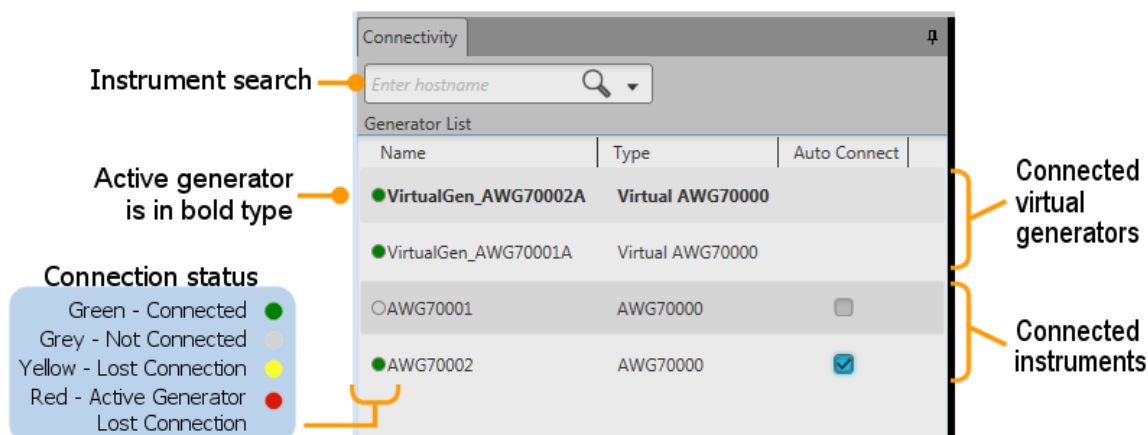 Connectivity
Instrument search
Enter hostname
Generator List
Name Type Auto Connect
Active generator
is in bold type
VirtualGen_AWG70002A Virtual AWG70000
VirtualGen_AWG70001A Virtual AWG70000
Connected
virtual
generators
Connection status
Green - Connected
Grey - Not Connected
Yellow - Lost Connection
Red - Active Generator
Lost Connection
AWG70001 AWG70000
AWG70002 AWG70000
Connected
instruments